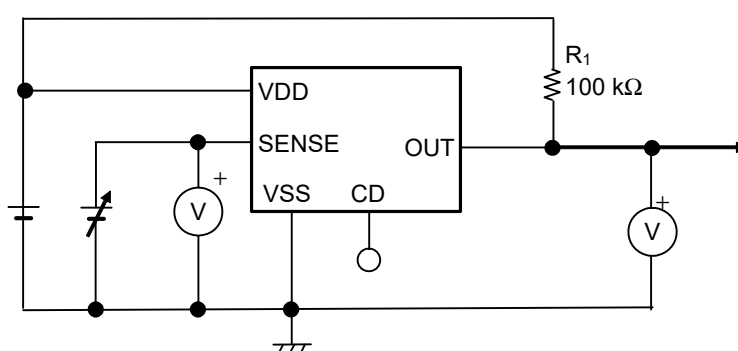 R₁
100 kΩ
VDD
SENSE
OUT
VSS CD
+
V
+
V